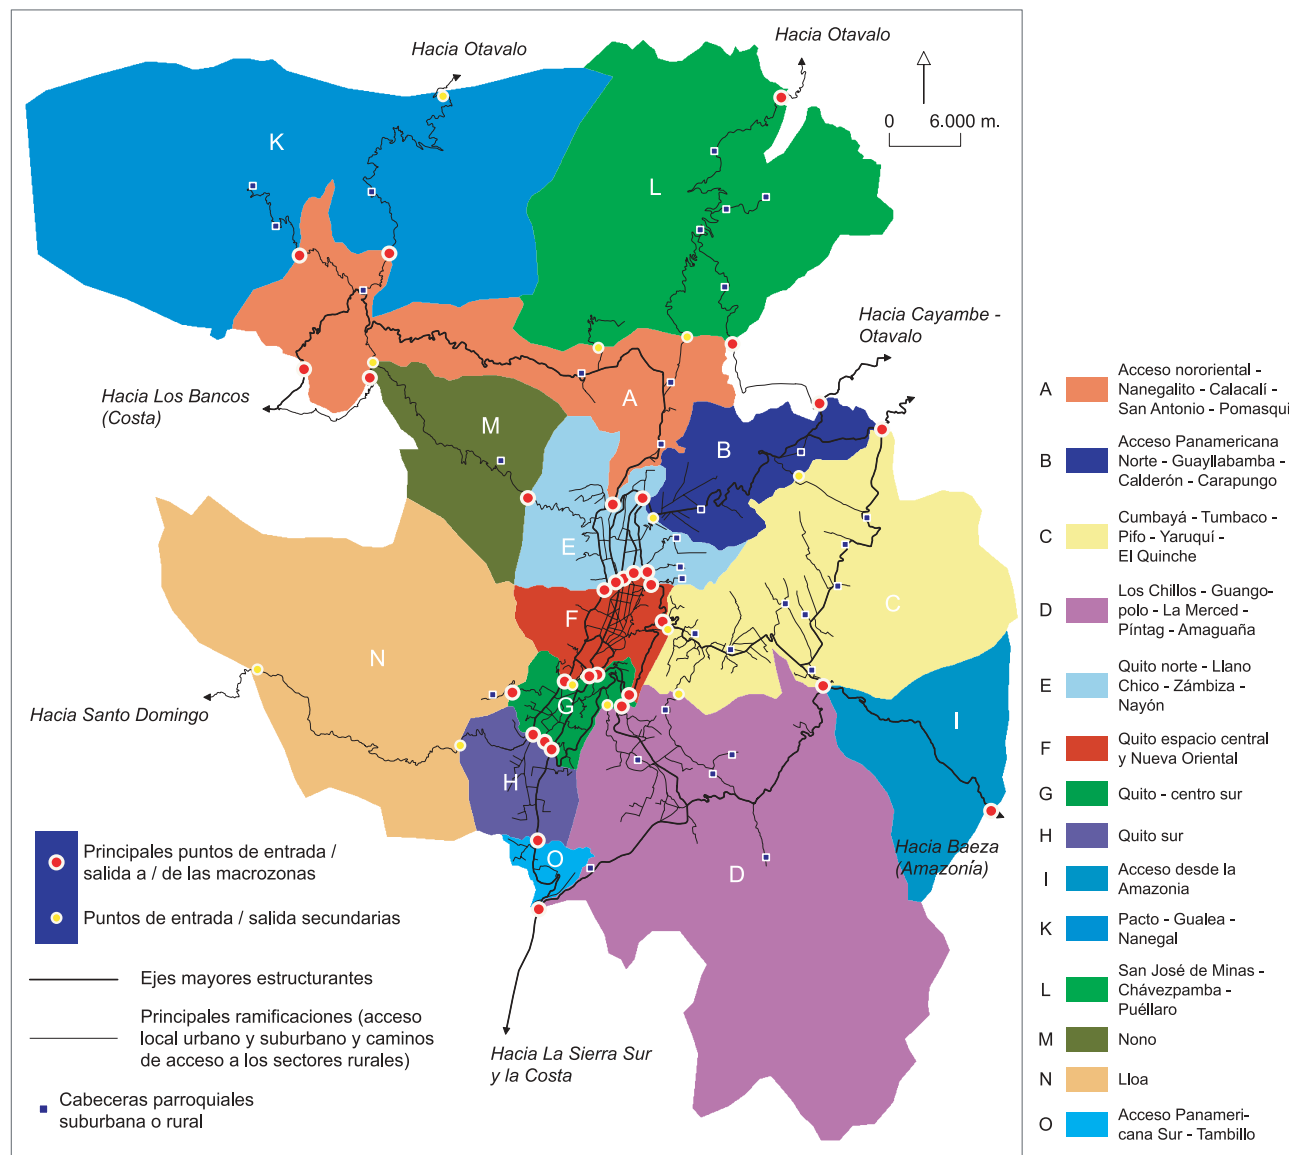 Hacia Otavalo
Hacia Otavalo
0 6.000 m.
K
L
Hacia Cayambe -
Otavalo
Hacia Los Bancos
(Costa)
A
M
B
E
C
F
N
G
I
Hacia Santo Domingo
H
O
D
Hacia Baeza
(Amazonía)
Hacia La Sierra Sur
y la Costa
Principales puntos de entrada /
salida a / de las macrozonas
Puntos de entrada / salida secundarias
Ejes mayores estructurantes
Principales ramificaciones (acceso
local urbano y suburbano y caminos
de acceso a los sectores rurales)
Cabeceras parroquiales
suburbana o rural
A
Acceso nororiental -
Nanegalito - Calacalí -
San Antonio - Pomasquí
B
Acceso Panamericana
Norte - Guayllabamba -
Calderón - Carapungo
C
Cumbayá - Tumbaco -
Pifo - Yaruquí -
El Quinche
D
Los Chillos - Guango-
polo - La Merced -
Píntag - Amaguaña
E
Quito norte - Llano
Chico - Zámbiza -
Nayón
F
Quito espacio central
y Nueva Oriental
G
Quito - centro sur
H
Quito sur
I
Acceso desde la
Amazonia
K
Pacto - Gualea -
Nanegal
L
San José de Minas -
Chávezpamba -
Puéllaro
M
Nono
N
Lloa
O
Acceso Panameri-
cana Sur - Tambillo